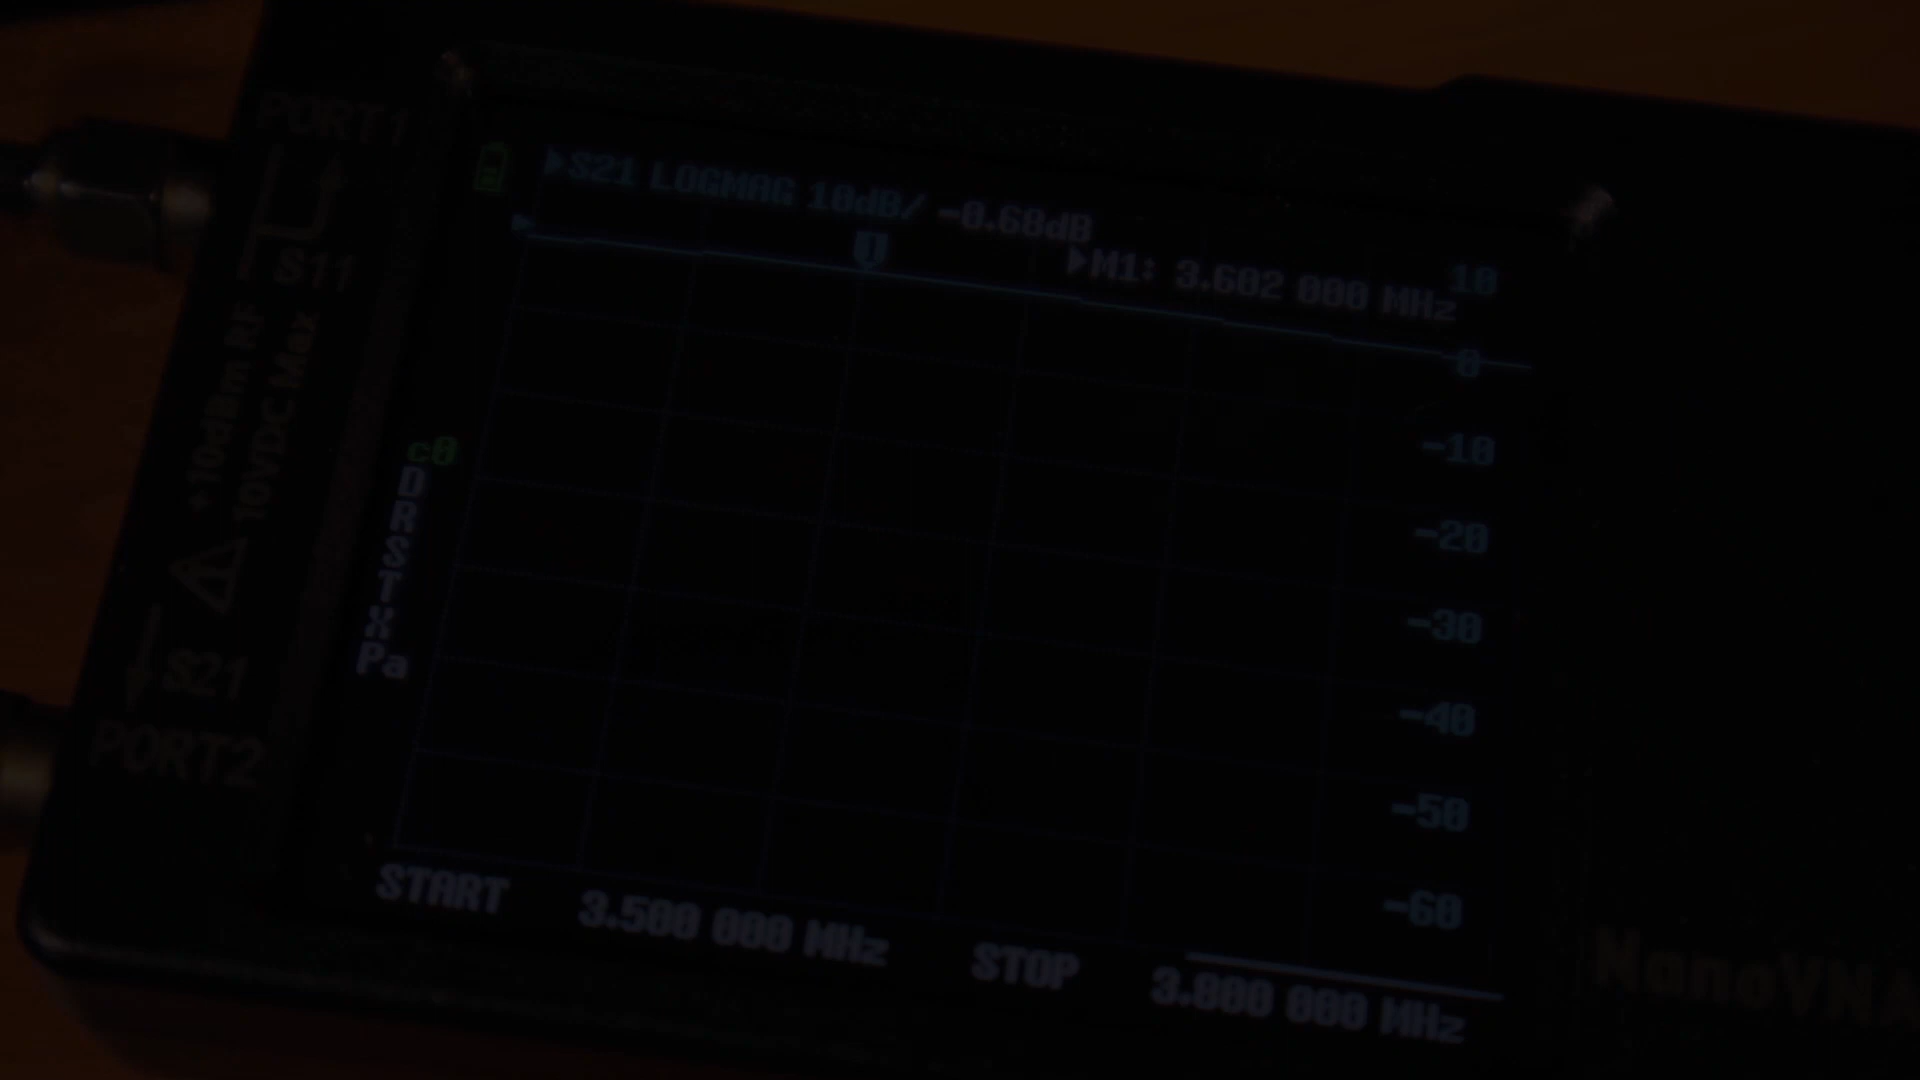 PORT1
S11
+10dBm RF
10VDC Max
S21
PORT2
S21 LOGMAG 10dB/ -0.68dB
1
M1: 3.602 000 MHz
10
0
-10
-20
-30
-40
-50
-60
c0
D
R
S
T
X
Pa
START 3.500 000 MHz STOP 3.800 000 MHz
NanoVNA